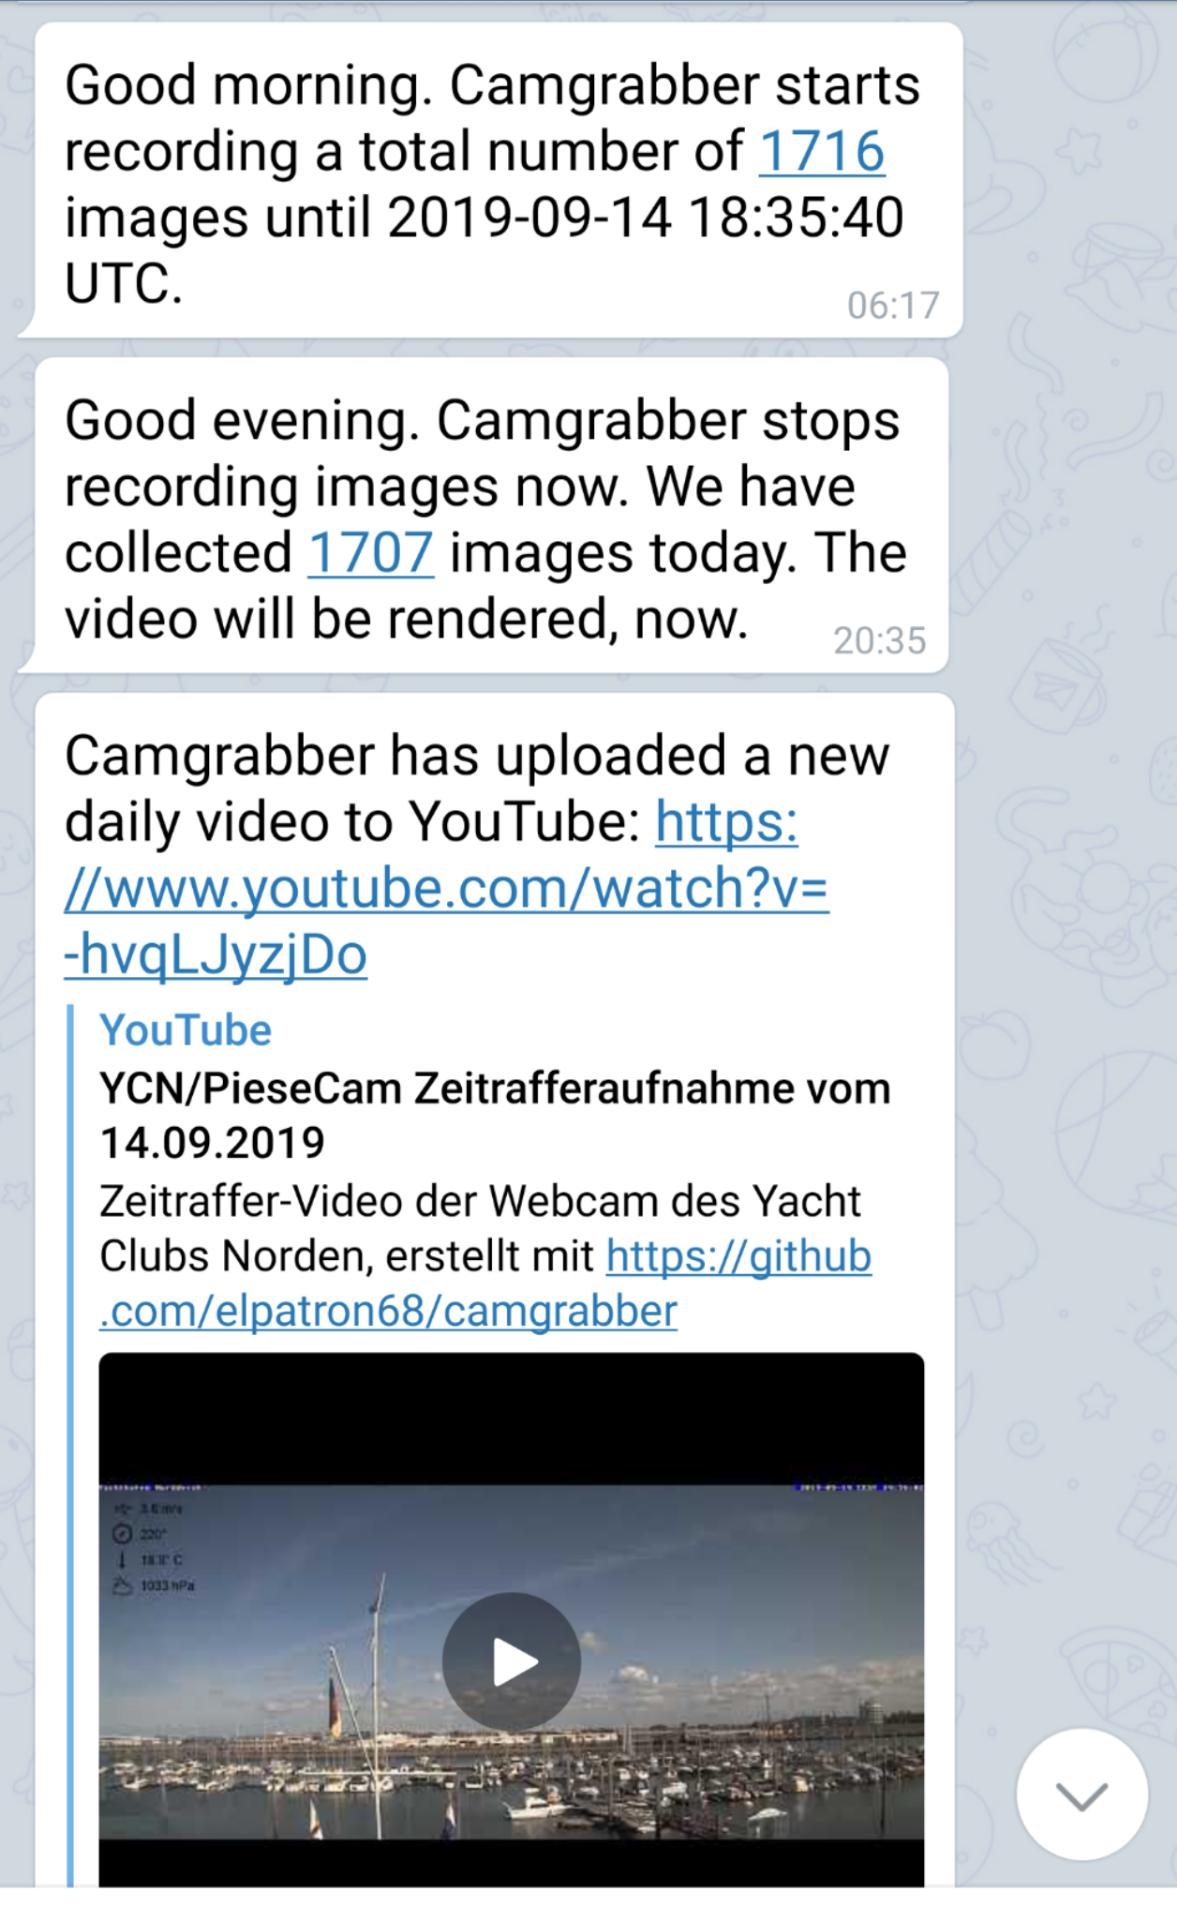 Good morning. Camgrabber starts
recording a total number of 1716
images until 2019-09-14 18:35:40
UTC.
06:17
Good evening. Camgrabber stops
recording images now. We have
collected 1707 images today. The
video will be rendered, now.
20:35
Camgrabber has uploaded a new
daily video to YouTube: https:
//www.youtube.com/watch?v=
-hvqLJyzjDo
YouTube
YCN/PieseCam Zeitrafferaufnahme vom
14.09.2019
Zeitraffer-Video der Webcam des Yacht
Clubs Norden, erstellt mit https://github
.com/elpatron68/camgrabber
220°
1033 hPa